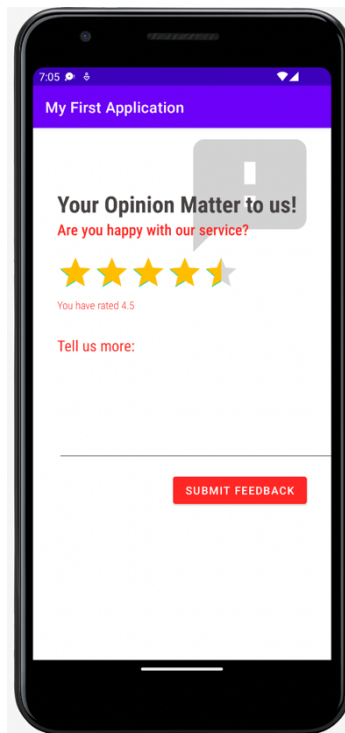 7:05
My First Application
Your Opinion Matter to us!
Are you happy with our service?
You have rated 4.5
Tell us more:
SUBMIT FEEDBACK